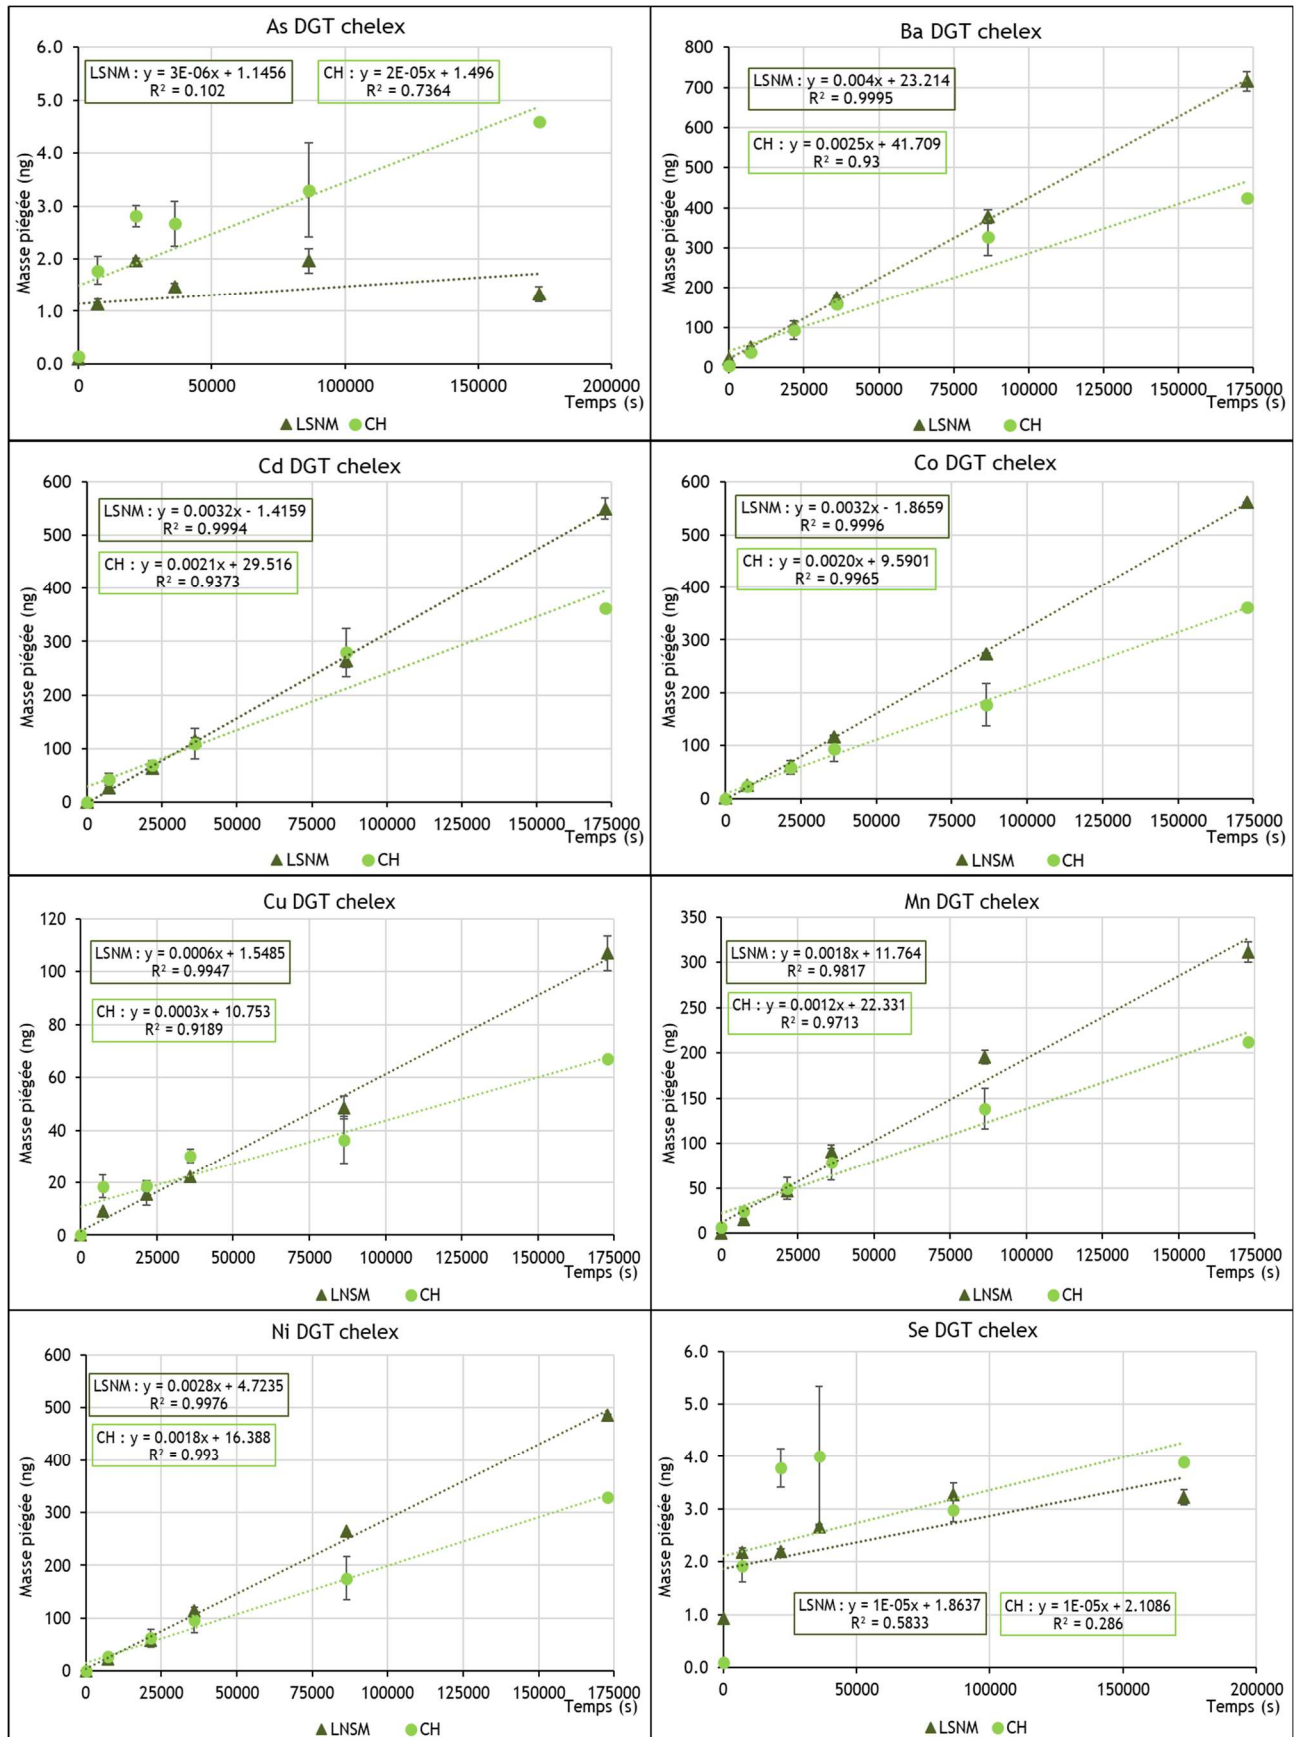 As DGT chelex
LSNM : y = 3E-06x + 1.1456
R² = 0.102
CH : y = 2E-05x + 1.496
R² = 0.7364
Masse piégée (ng)
6.0
5.0
4.0
3.0
2.0
1.0
0.0
0 50000 100000 150000 200000
Temps (s)
LSNM CH
Ba DGT chelex
LSNM : y = 0.004x + 23.214
R² = 0.9995
CH : y = 0.0025x + 41.709
R² = 0.93
Masse piégée (ng)
800
700
600
500
400
300
200
100
0
0 25000 50000 75000 100000 125000 150000 175000
Temps (s)
LSNM CH
Cd DGT chelex
LSNM : y = 0.0032x - 1.4159
R² = 0.9994
CH : y = 0.0021x + 29.516
R² = 0.9373
Masse piégée (ng)
600
500
400
300
200
100
0
0 25000 50000 75000 100000 125000 150000 175000
Temps (s)
LSNM CH
Co DGT chelex
LSNM : y = 0.0032x - 1.8659
R² = 0.9996
CH : y = 0.0020x + 9.5901
R² = 0.9965
Masse piégée (ng)
600
500
400
300
200
100
0
0 25000 50000 75000 100000 125000 150000 175000
Temps (s)
LNSM CH
Cu DGT chelex
LSNM : y = 0.0006x + 1.5485
R² = 0.9947
CH : y = 0.0003x + 10.753
R² = 0.9189
Masse piégée (ng)
120
100
80
60
40
20
0
0 25000 50000 75000 100000 125000 150000 175000
Temps (s)
LNSM CH
Mn DGT chelex
LSNM : y = 0.0018x + 11.764
R² = 0.9817
CH : y = 0.0012x + 22.331
R² = 0.9713
Masse piégée (ng)
350
300
250
200
150
100
50
0
0 25000 50000 75000 100000 125000 150000 175000
Temps (s)
LNSM CH
Ni DGT chelex
LSNM : y = 0.0028x + 4.7235
R² = 0.9976
CH : y = 0.0018x + 16.388
R² = 0.993
Masse piégée (ng)
600
500
400
300
200
100
0
0 25000 50000 75000 100000 125000 150000 175000
Temps (s)
LNSM CH
Se DGT chelex
Masse piégée (ng)
6.0
5.0
4.0
3.0
2.0
1.0
0.0
LSNM : y = 1E-05x + 1.8637
R² = 0.5833
CH : y = 1E-05x + 2.1086
R² = 0.286
0 50000 100000 150000 200000
Temps (s)
LSNM CH